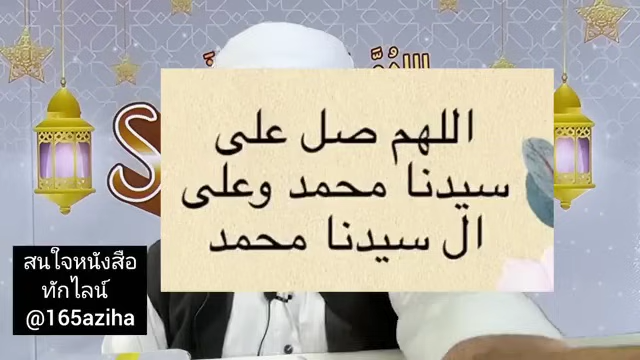 اللهم صل على
سيدنا محمد وعلى
ال سيدنا محمد
สนใจหนังสือ
ทักไลน์
@165aziha